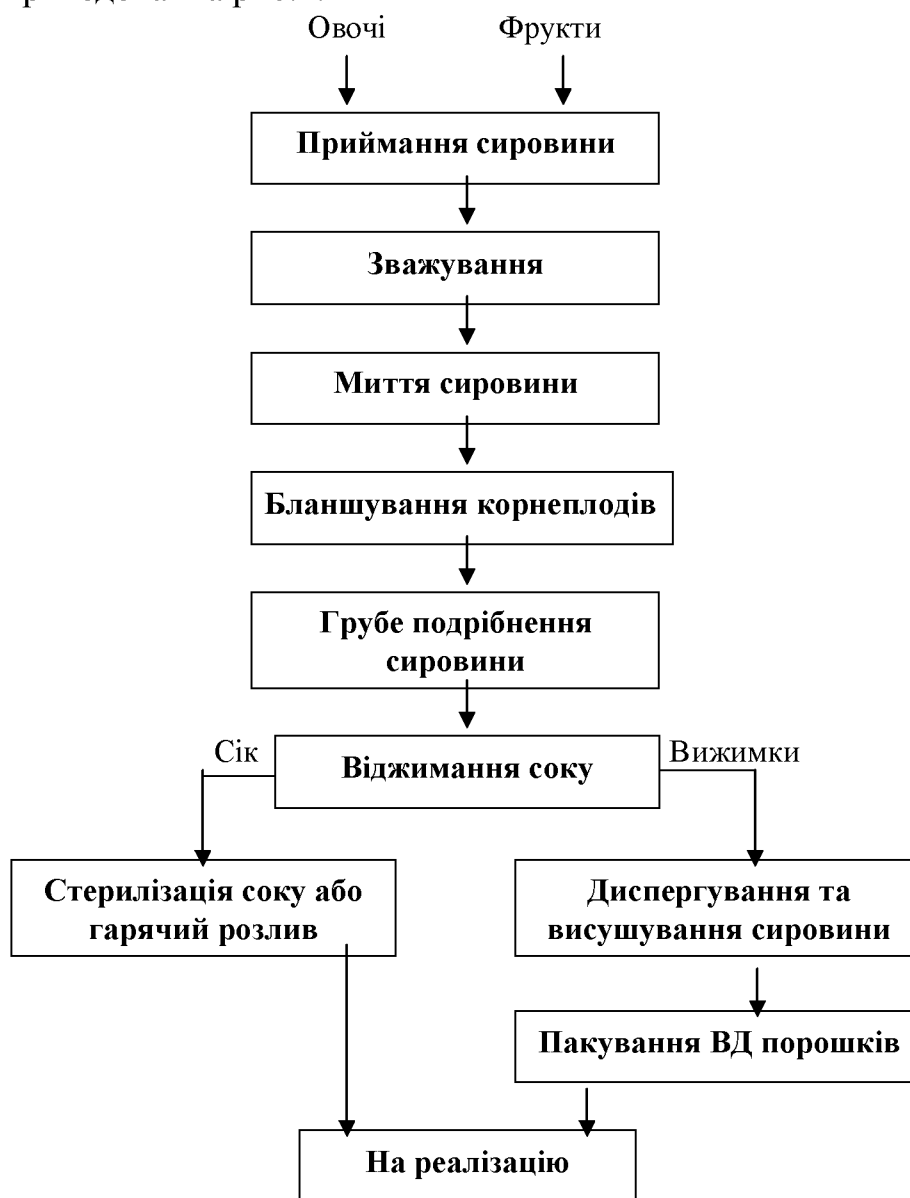 Овочі Фрукти
Приймання сировини
Зважування
Миття сировини
Бланшування корнеплодів
Грубе подрібнення
сировини
Сік
Віджимання соку
Вижимки
Стерилізація соку або
гарячий розлив
Диспергування та
висушування сировини
Пакування ВД порошків
На реалізацію